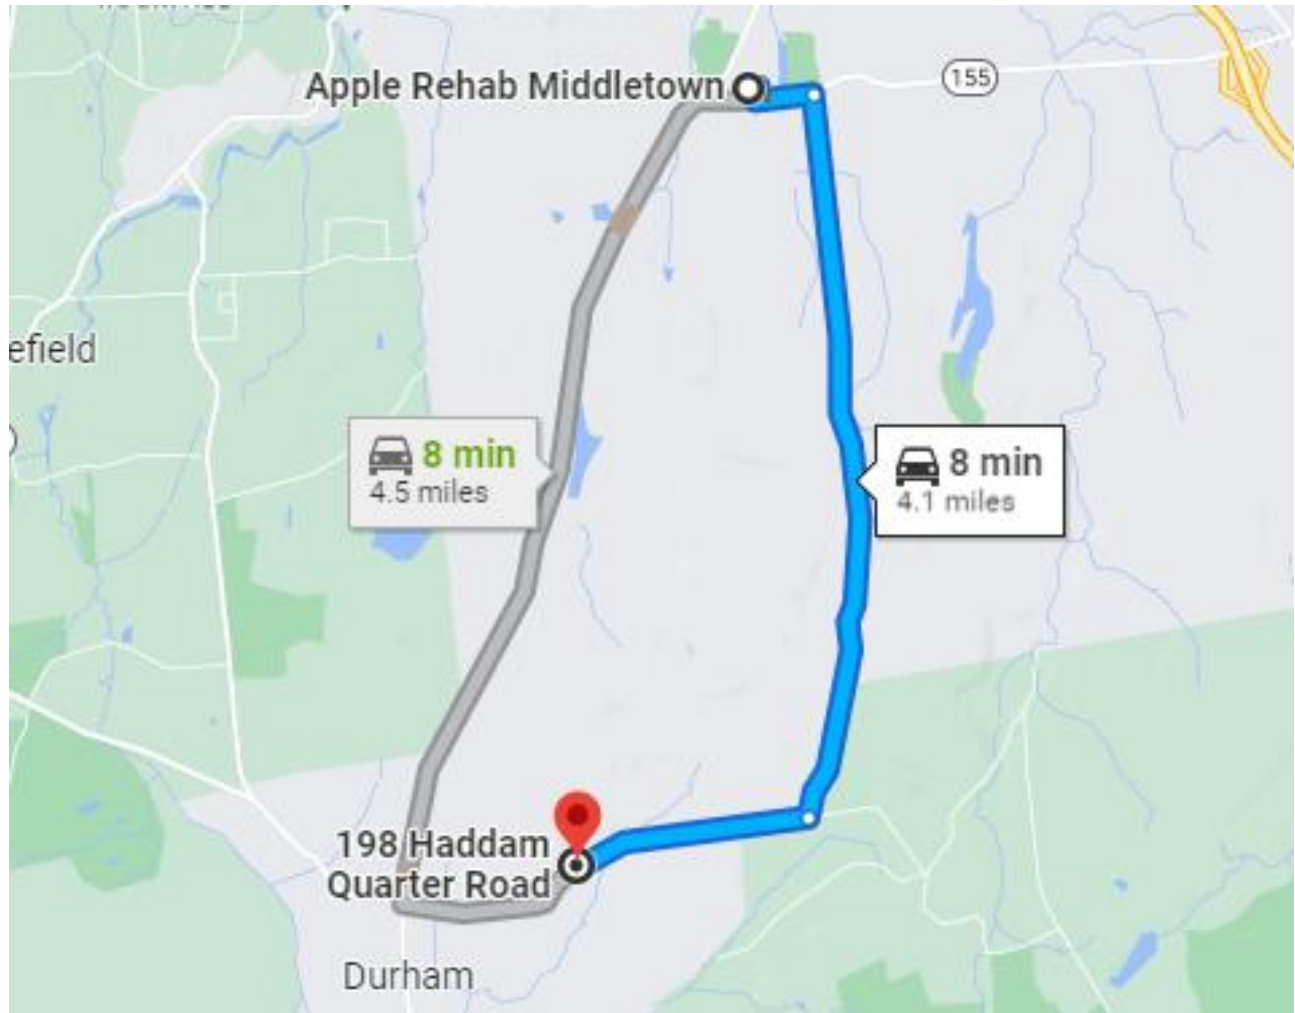 Apple Rehab Middletown
155
efield
8 min
4.5 miles
8 min
4.1 miles
198 Haddam
Quarter Road
Durham